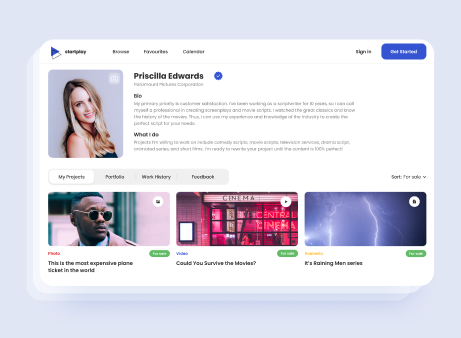 startplay
Browse Favourites Calendar
Sign In
Get Started
Priscilla Edwards
Paramount Pictures Corporation
Bio
My primary priority is customer satisfaction. I've been working as a scriptwriter for 10 years, so I can call
myself a professional in creating screenplays and movie scripts. I watched the great classics and know
the history of the movies. Thus, I can use my experience and knowledge of the industry to create the
perfect script for your needs.
What I do
Projects I'm willing to work on include comedy scripts, movie scripts, television services, drama script,
promoted series, and short films. I'm ready to rewrite your project until the content is 100% perfect!
My Projects Portfolio Work History Feedback
Sort: For sale
CINEMA
CENTRAL
CINEMA
Photo
For sale
This is the most expensive plane
ticket in the world
Video
For sale
Could You Survive the Movies?
For sale
It's Raining Men series